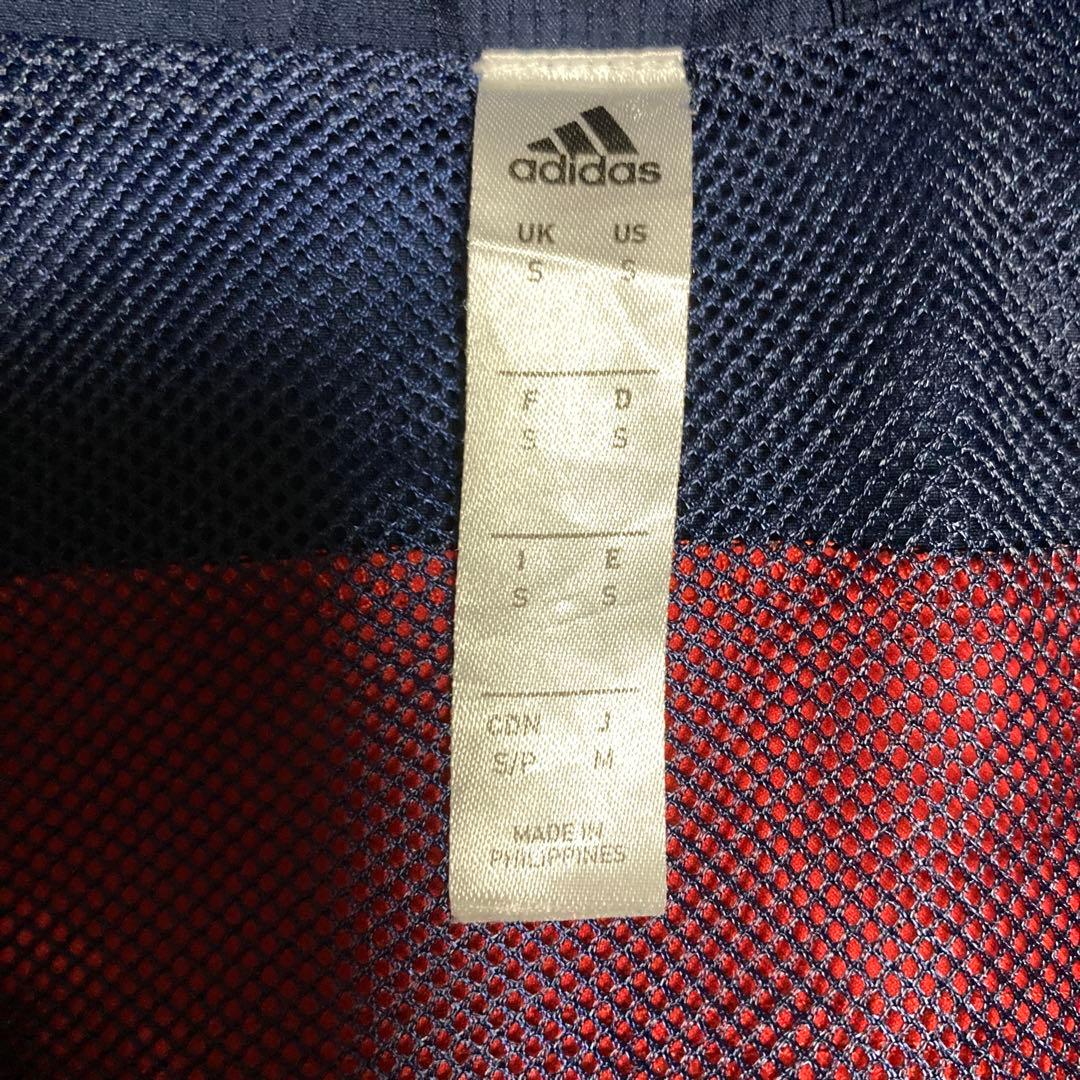 adidas
UK US
S S
F D
S S
I E
S S
CDN J
S/P M
MADE IN
PHILIPPINES